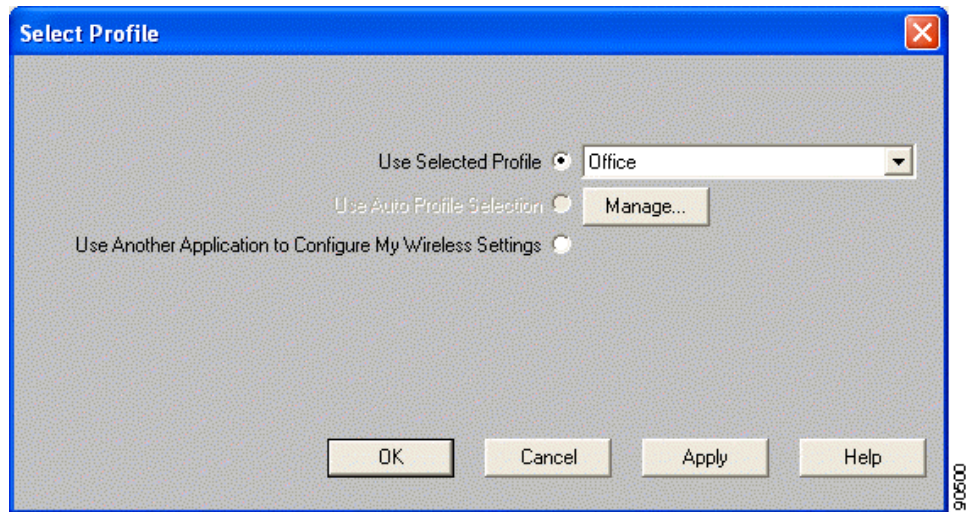 Select Profile
Use Selected Profile Office
Use Auto Profile Selection Manage...
Use Another Application to Configure My Wireless Settings
OK Cancel Apply Help
90500